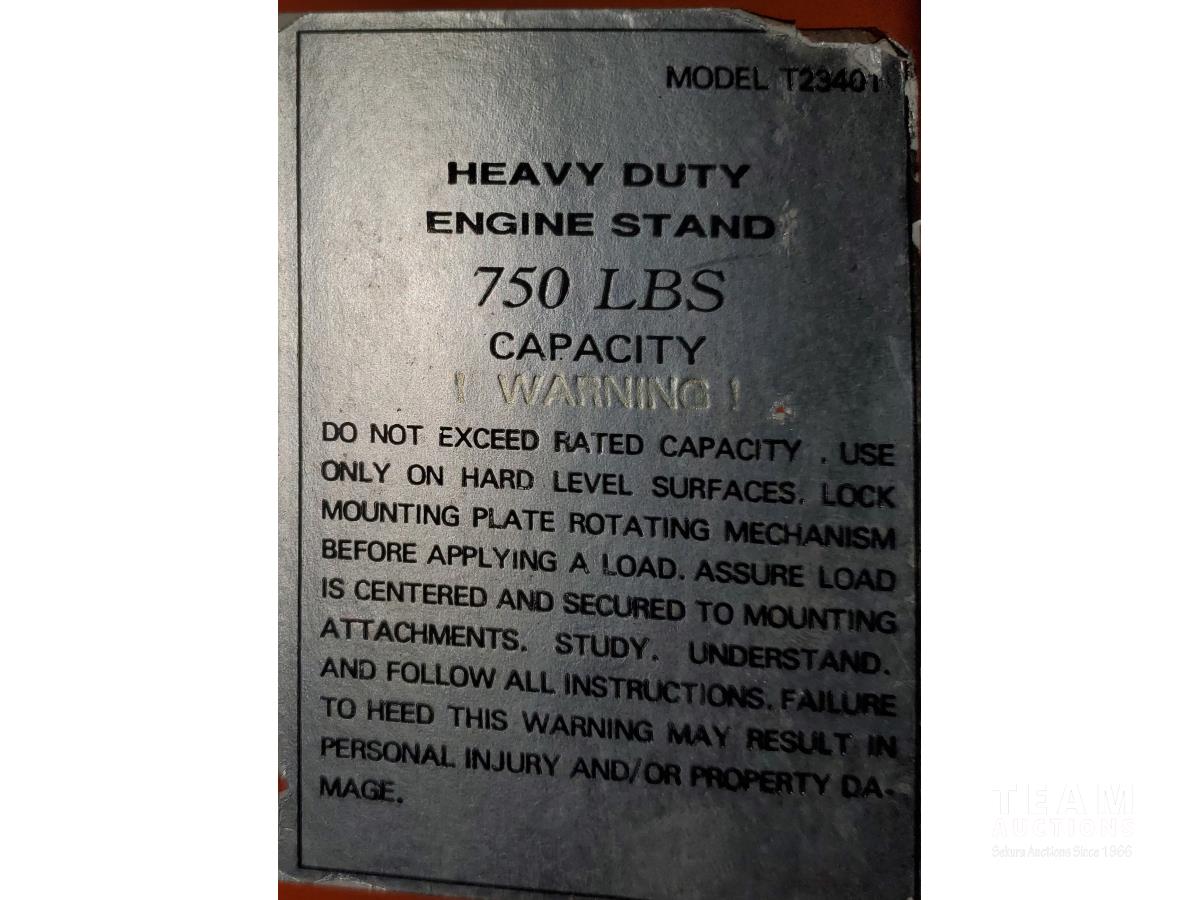 MODEL T23401
HEAVY DUTY
ENGINE STAND
750 LBS
CAPACITY
! WARNING !
DO NOT EXCEED RATED CAPACITY . USE
ONLY ON HARD LEVEL SURFACES. LOCK
MOUNTING PLATE ROTATING MECHANISM
BEFORE APPLYING A LOAD. ASSURE LOAD
IS CENTERED AND SECURED TO MOUNTING
ATTACHMENTS. STUDY. UNDERSTAND.
AND FOLLOW ALL INSTRUCTIONS. FAILURE
TO HEED THIS WARNING MAY RESULT IN
PERSONAL INJURY AND/OR PROPERTY DA-
MAGE.
TEAM
AUCTIONS
Sekura Auctions Since 1966